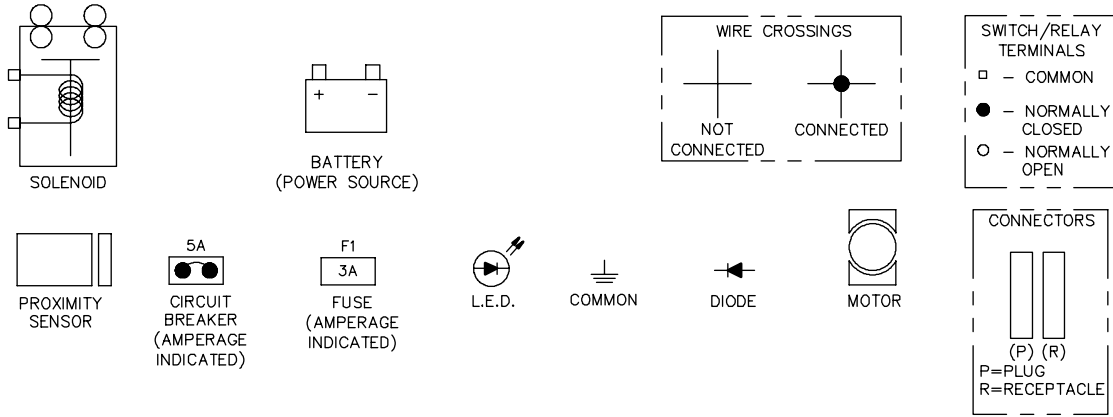 SOLENOID
+ −
BATTERY
(POWER SOURCE)
WIRE CROSSINGS
NOT
CONNECTED
CONNECTED
SWITCH/RELAY
TERMINALS
– COMMON
– NORMALLY
CLOSED
– NORMALLY
OPEN
PROXIMITY
SENSOR
5A
CIRCUIT
BREAKER
(AMPERAGE
INDICATED)
F1
3A
FUSE
(AMPERAGE
INDICATED)
L.E.D.
COMMON
DIODE
MOTOR
CONNECTORS
(P) (R)
P=PLUG
R=RECEPTACLE